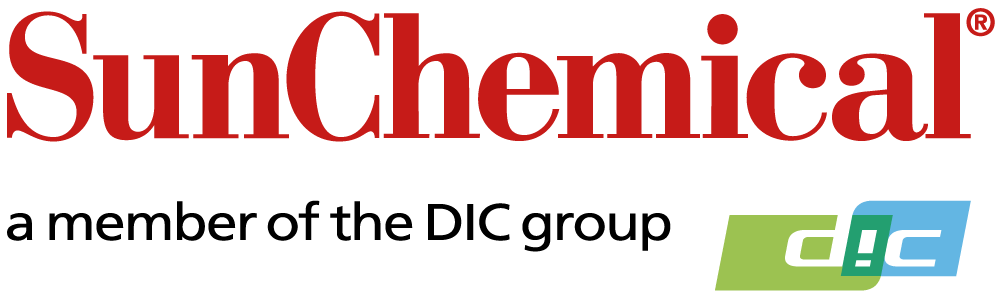 SunChemical®
a member of the DIC group
dic